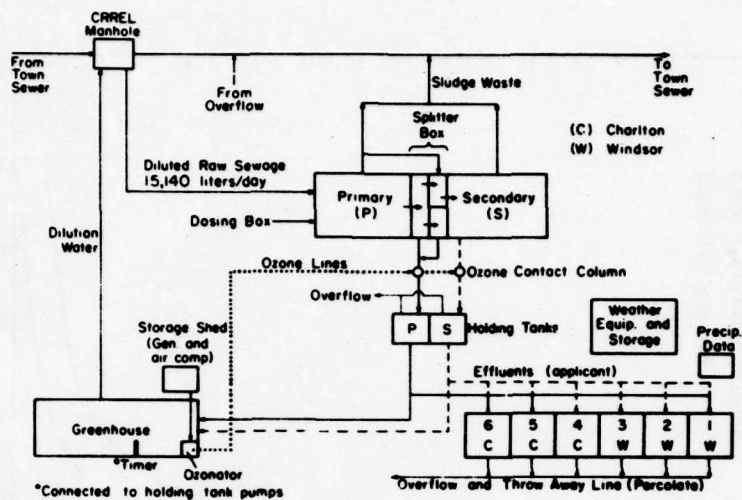 CRREL
Manhole
From
Town
Sewer
From
Overflow
To
Town
Sewer
Sludge Waste
Splitter
Box
(C) Charlton
(W) Windsor
Diluted Raw Sewage
15,140 liters/day
Primary
(P)
Secondary
(S)
Dosing Box
Dilution
Water
Ozone Lines
Ozone Contact Column
Overflow
P S
Holding Tanks
Weather
Equip. and
Storage
Precip.
Data
Storage Shed
(Gen. and
air comp)
Effluents (applicant)
Greenhouse
6 5 4 3 2 1
C C C W W W
*Timer
Ozonator
*Connected to holding tank pumps
Overflow and Throw Away Line (Percolate)